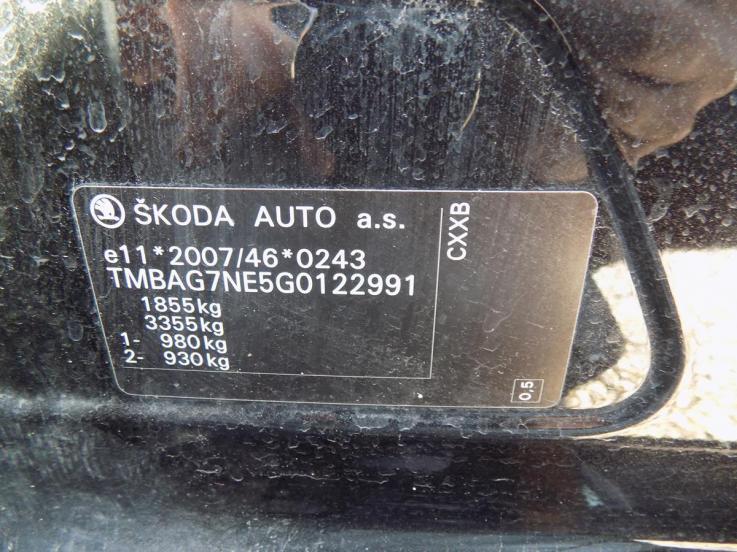 ŠKODA AUTO a.s.
e11*2007/46*0243
TMBAG7NE5G0122991
1855kg
3355kg
1- 980kg
2- 930kg
CXXB
0,5